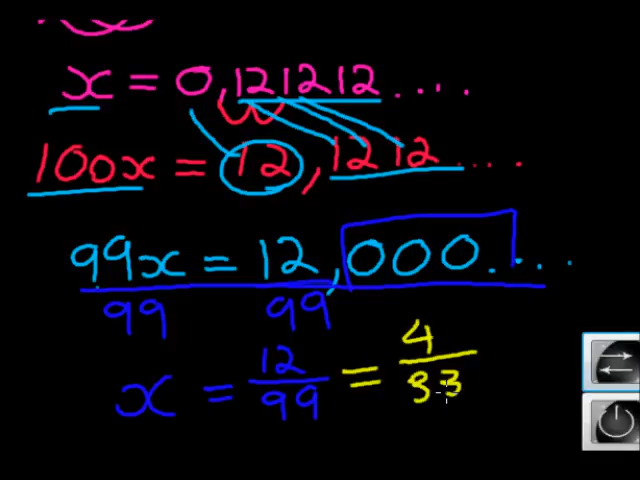 x = 0,121212....
100x = 12,1212....
99x = 12,000....
99 99
x = 12/99 = 4/33